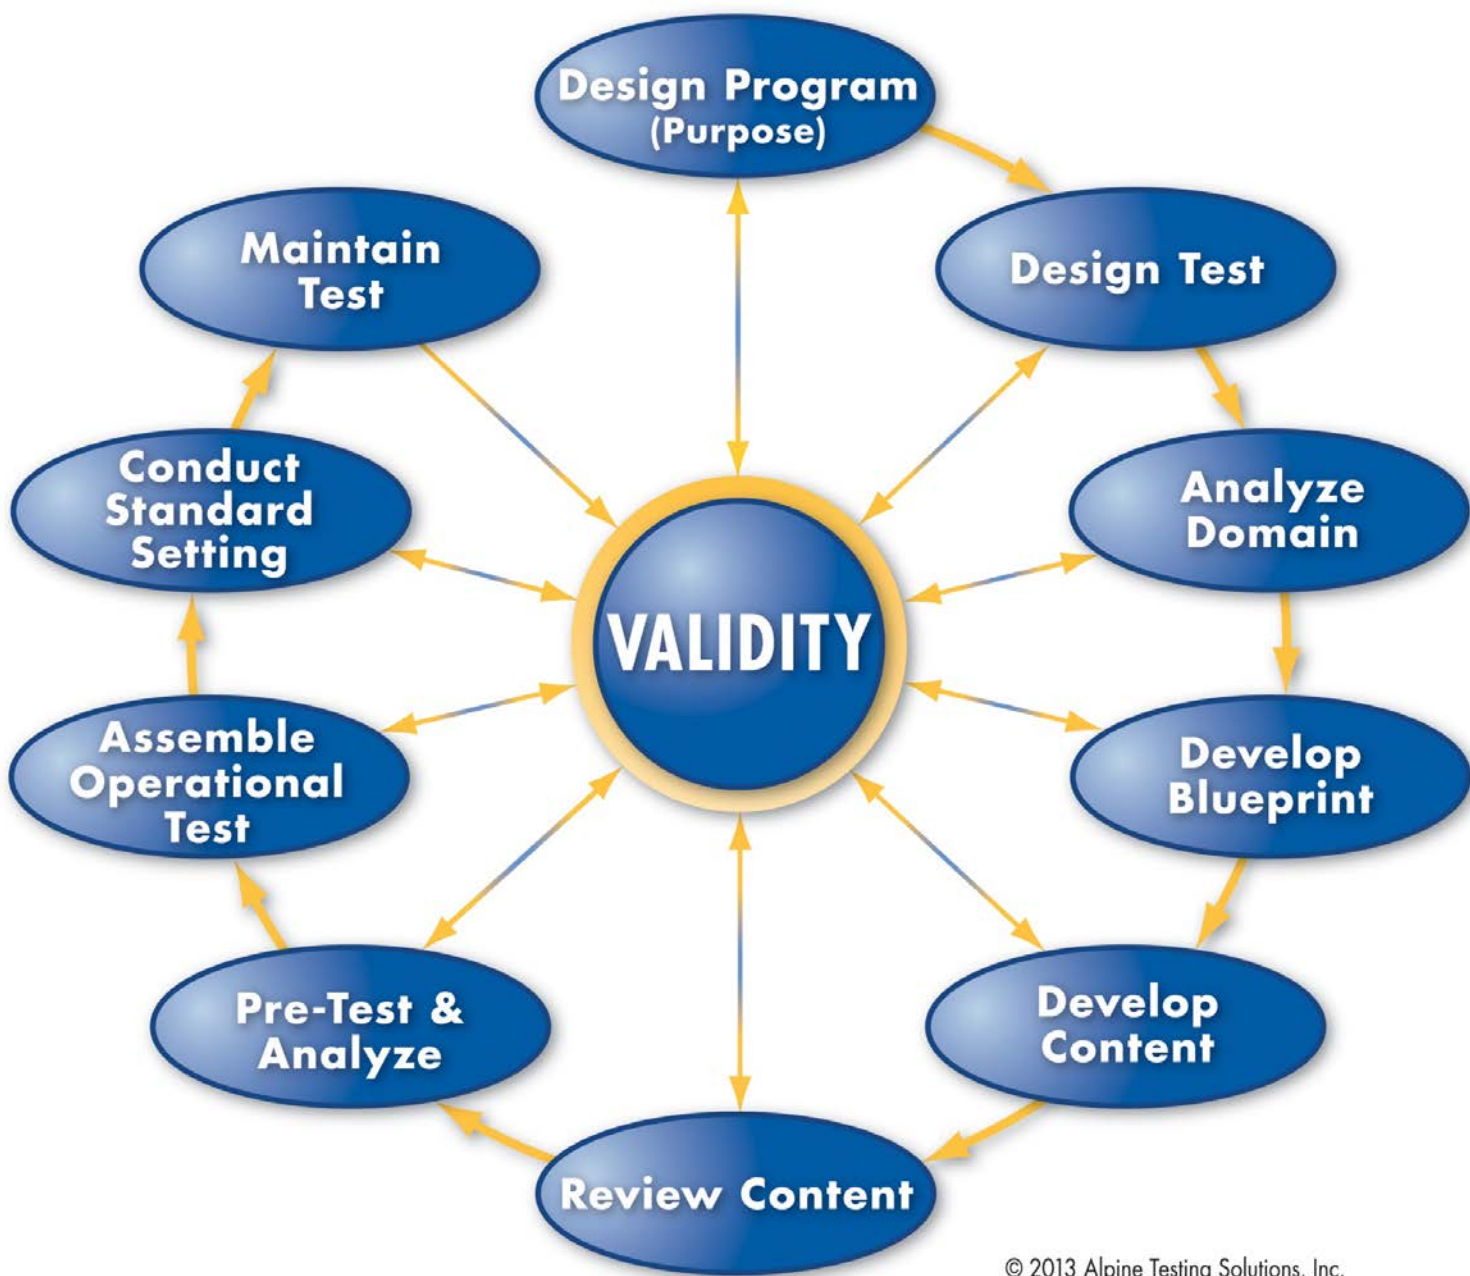 Design Program
(Purpose)
Design Test
Analyze
Domain
Develop
Blueprint
Develop
Content
Review Content
Pre-Test &
Analyze
Assemble
Operational
Test
Conduct
Standard
Setting
Maintain
Test
VALIDITY
© 2013 Alpine Testing Solutions, Inc.